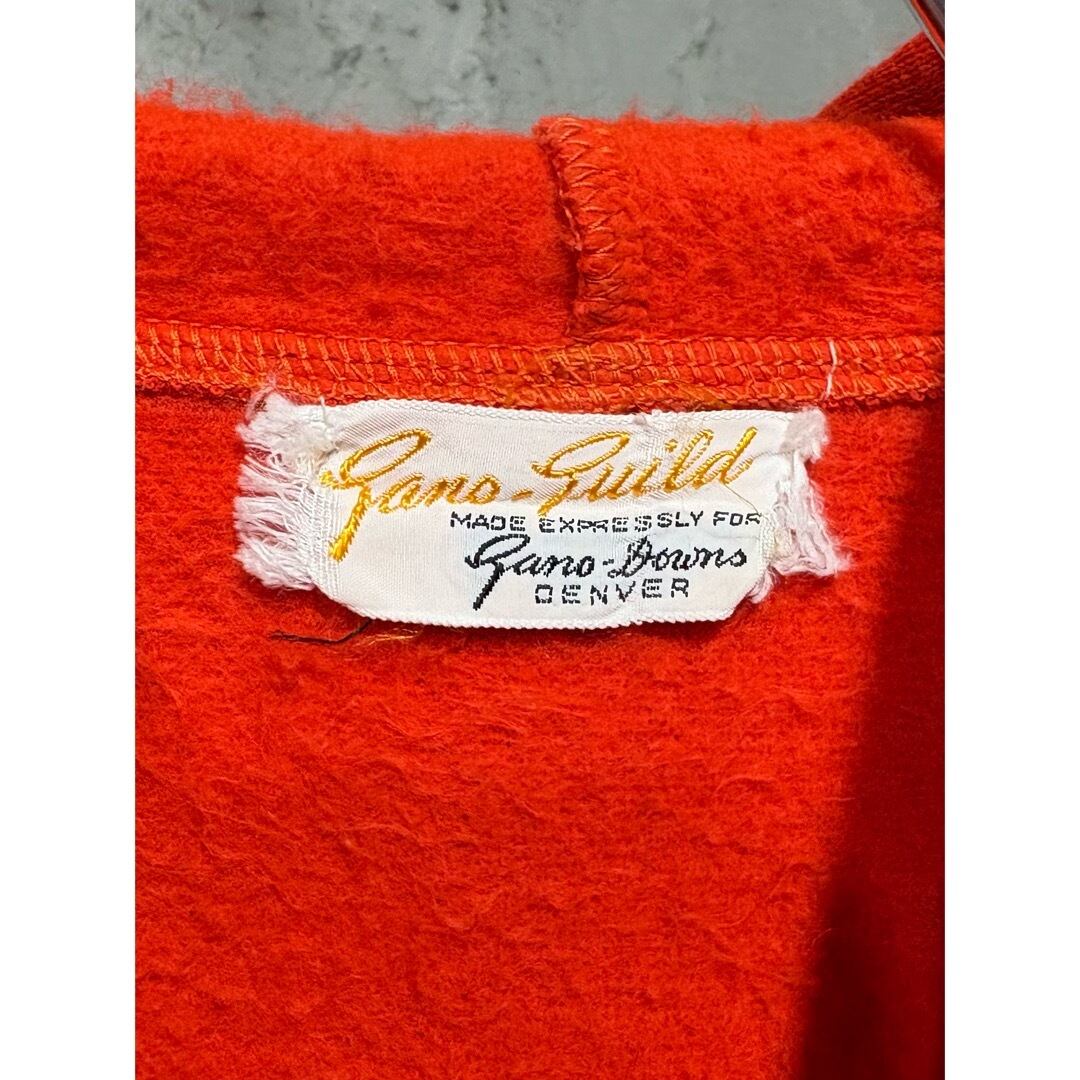 Gano-Guild
MADE EXPRESSLY FOR
Gano-Downs
DENVER